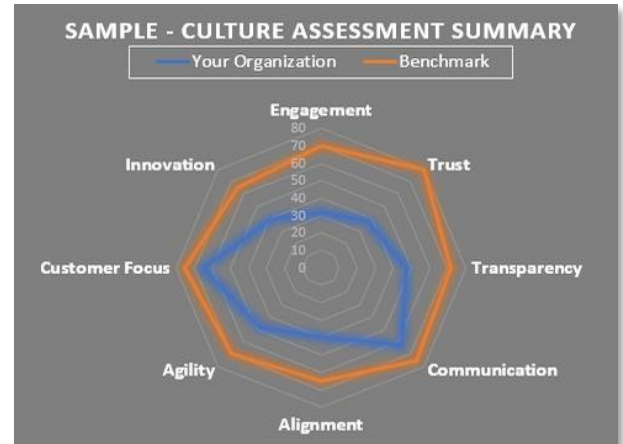 SAMPLE - CULTURE ASSESSMENT SUMMARY
Your Organization Benchmark
Engagement
80
70
60
50
40
30
20
10
0
Innovation
Trust
Customer Focus
Transparency
Agility
Communication
Alignment